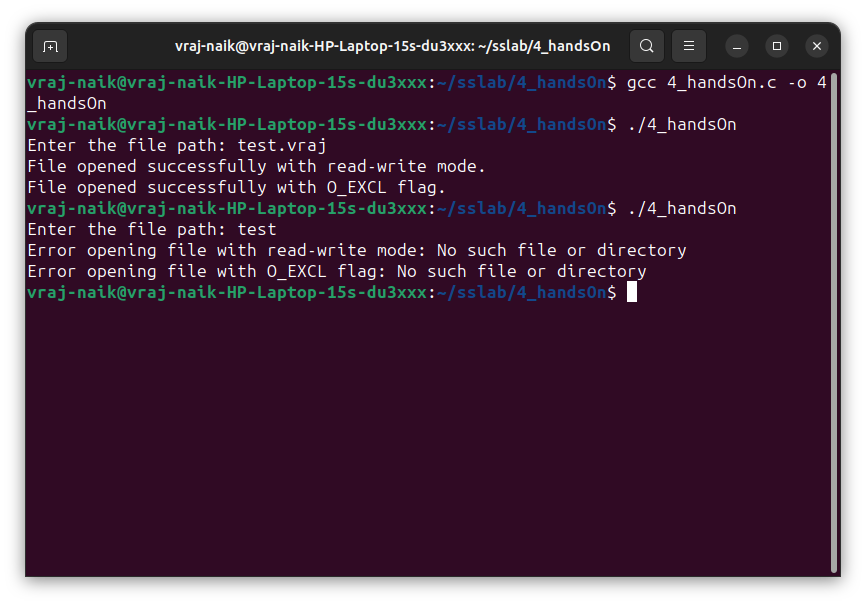 vraj-naik@vraj-naik-HP-Laptop-15s-du3xxx: ~/sslab/4_handsOn
vraj-naik@vraj-naik-HP-Laptop-15s-du3xxx:~/sslab/4_handsOn$ gcc 4_handsOn.c -o 4
_handsOn
vraj-naik@vraj-naik-HP-Laptop-15s-du3xxx:~/sslab/4_handsOn$ ./4_handsOn
Enter the file path: test.vraj
File opened successfully with read-write mode.
File opened successfully with O_EXCL flag.
vraj-naik@vraj-naik-HP-Laptop-15s-du3xxx:~/sslab/4_handsOn$ ./4_handsOn
Enter the file path: test
Error opening file with read-write mode: No such file or directory
Error opening file with O_EXCL flag: No such file or directory
vraj-naik@vraj-naik-HP-Laptop-15s-du3xxx:~/sslab/4_handsOn$